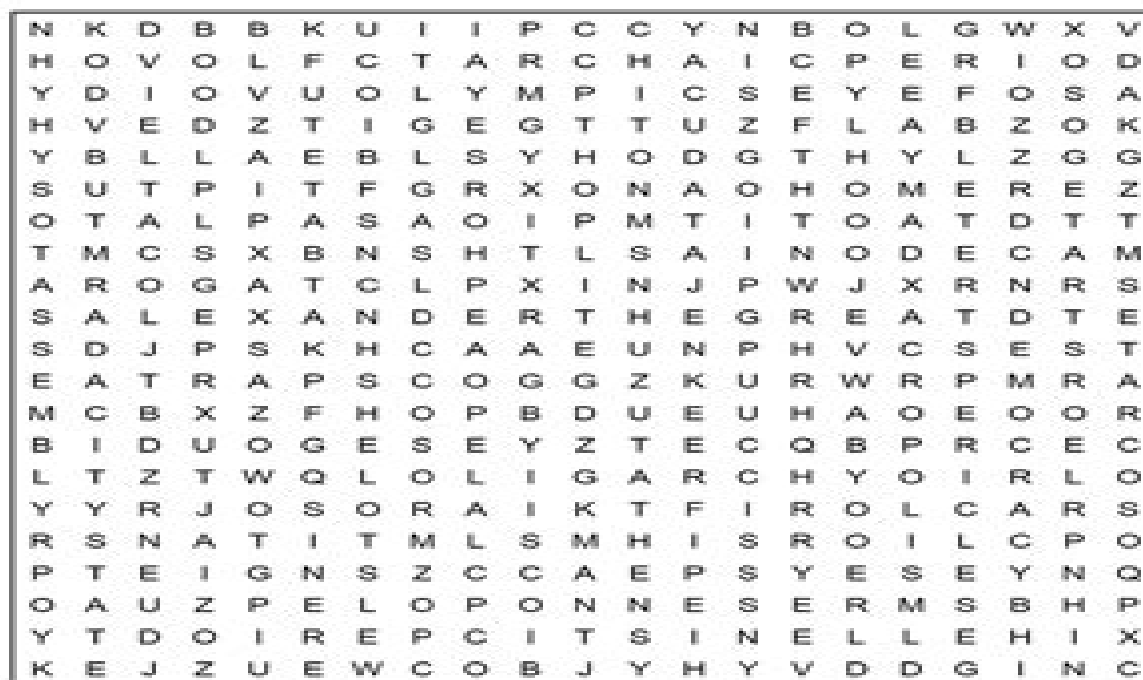 N K D B B K U I I P C C Y N B O L G W X V
H O V O L F C T A R C H A I C P E R I O D
Y D I O V U O L Y M P I C S E Y E F O S A
H V E D Z T I G E G T T U Z F L A B Z O K
Y B L L A E B L S Y H O D G T H Y L Z G G
S U T P I T F G R X O N A O H O M E R E Z
O T A L P A S A O I P M T I T O A T D T T
T M C S X B N S H T L S A I N O D E C A M
A R O G A T C L P X I N J P W J X R N R S
S A L E X A N D E R T H E G R E A T D T E
S D J P S K H C A A E U N P H V C S E S T
E A T R A P S C O G G Z K U R W R P M R A
M C B X Z F H O P B D U E U H A O E O O R
B I D U O G E S E Y Z T E C Q B P R C E C
L T Z T W Q L O L I G A R C H Y O I R L O
Y Y R J O S O R A I K T F I R O L C A R S
R S N A T I T M L S M H I S R O I L C P O
P T E I G N S Z C C A E P S Y E S E Y N Q
O A U Z P E L O P O N N E S E R M S B H P
Y T D O I R E P C I T S I N E L L E H I X
K E J Z U E W C O B J Y H Y V D D G I N C